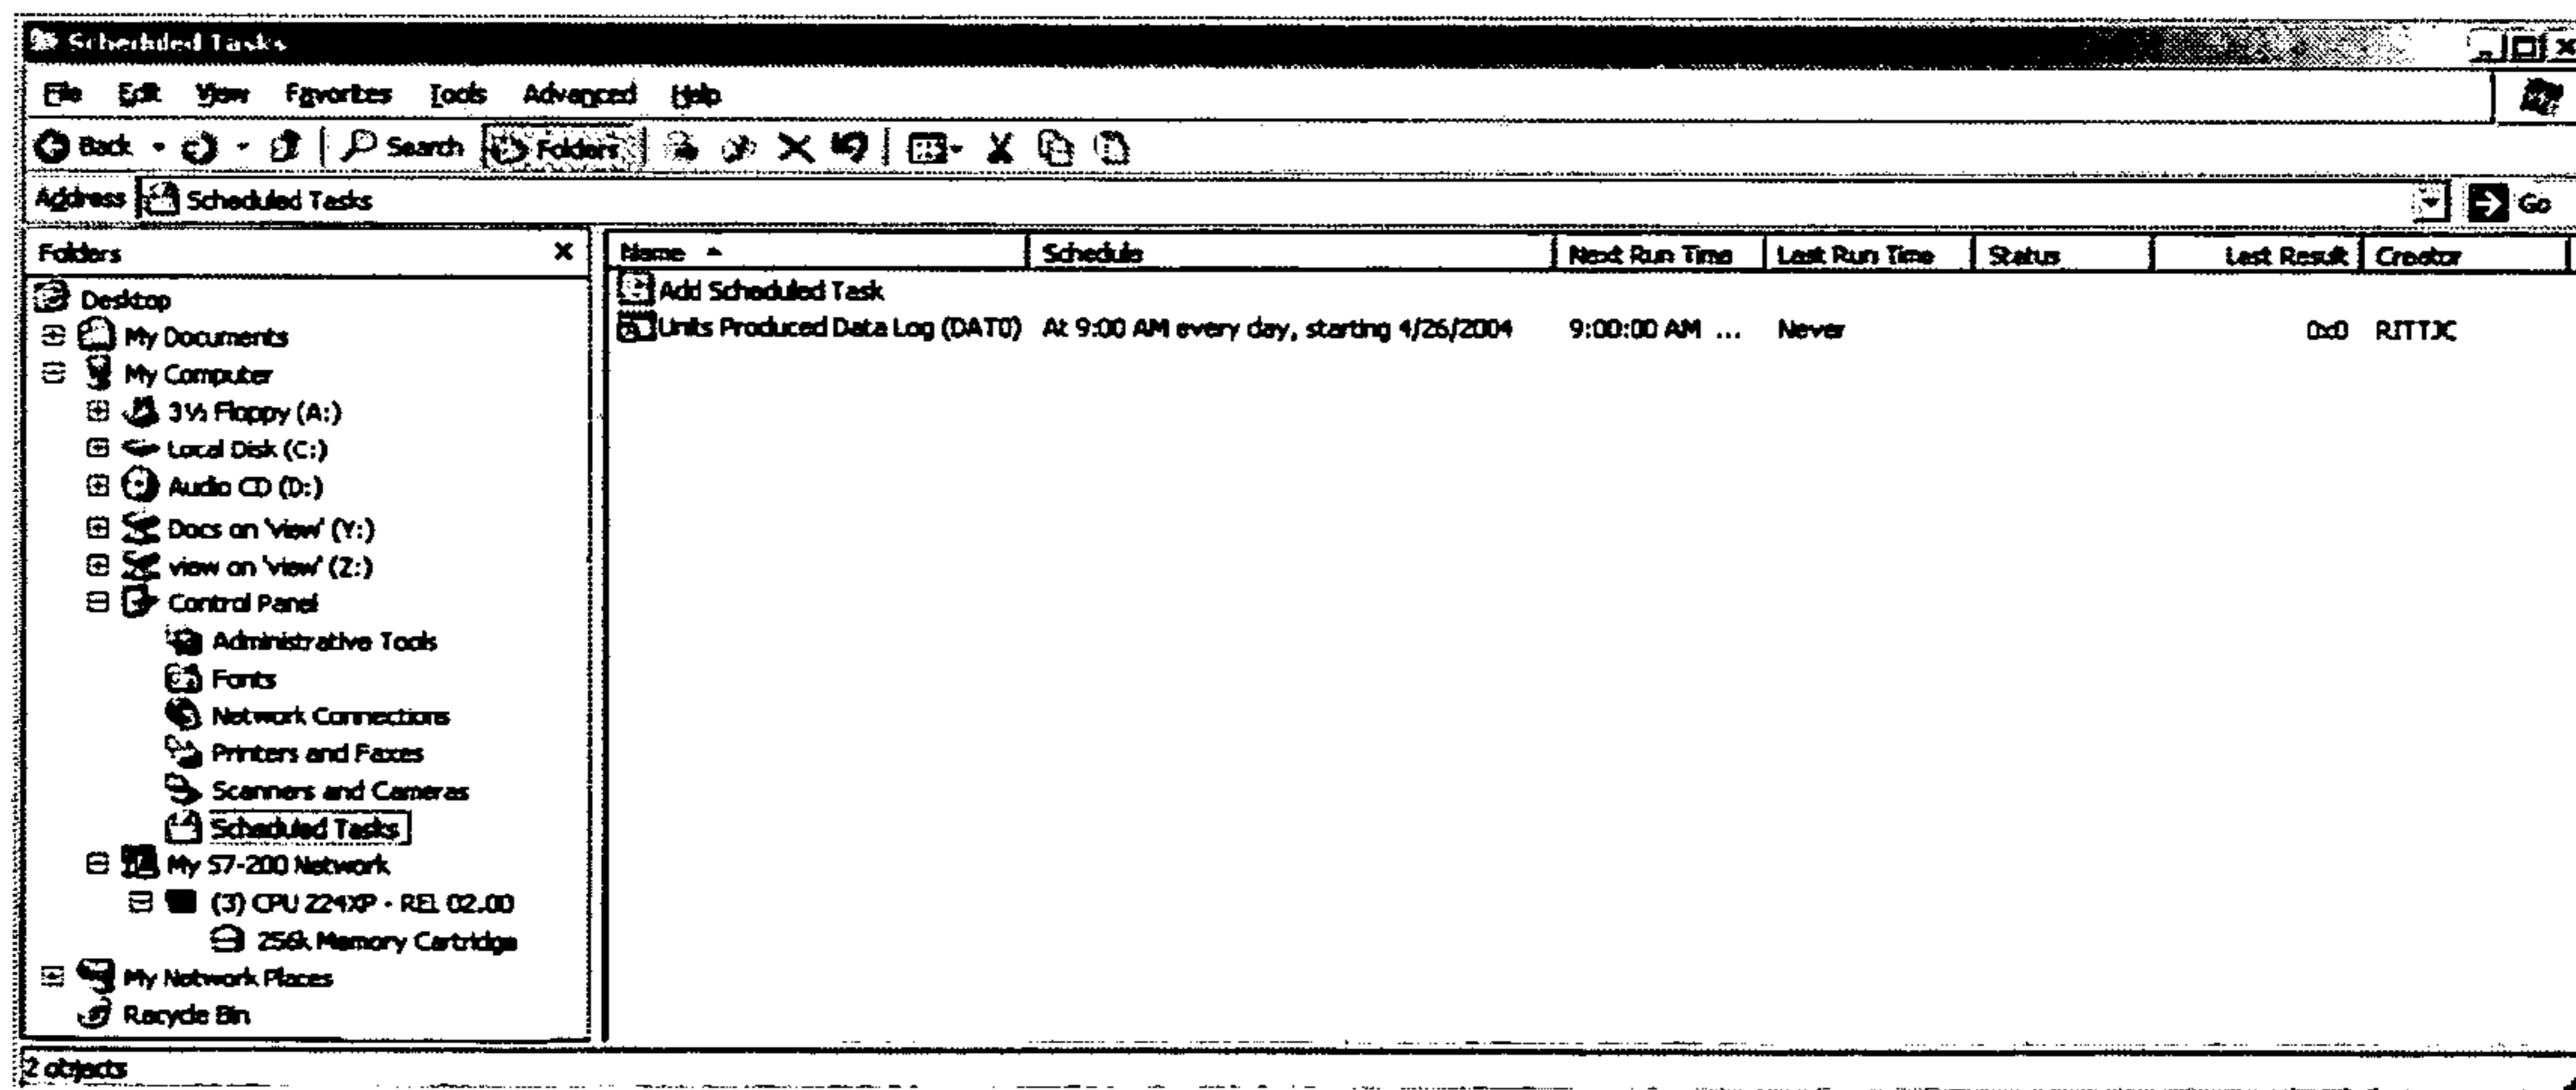 Scheduled Tasks
File Edit View Favorites Tools Advanced Help
Back Search Folders
Address Scheduled Tasks Go
Folders
Name Schedule Next Run Time Last Run Time Status Last Result Creator
Desktop
My Documents
My Computer
3½ Floppy (A:)
Local Disk (C:)
Audio CD (D:)
Docs on 'view' (Y:)
view on 'view' (Z:)
Control Panel
Administrative Tools
Fonts
Network Connections
Printers and Faxes
Scanners and Cameras
Scheduled Tasks
My S7-200 Network
(3) CPU 224XP - REL 02.00
256k Memory Cartridge
My Network Places
Recycle Bin
Add Scheduled Task
Units Produced Data Log (DAT0) At 9:00 AM every day, starting 4/26/2004 9:00:00 AM ... Never 0x0 RITTJC
2 objects